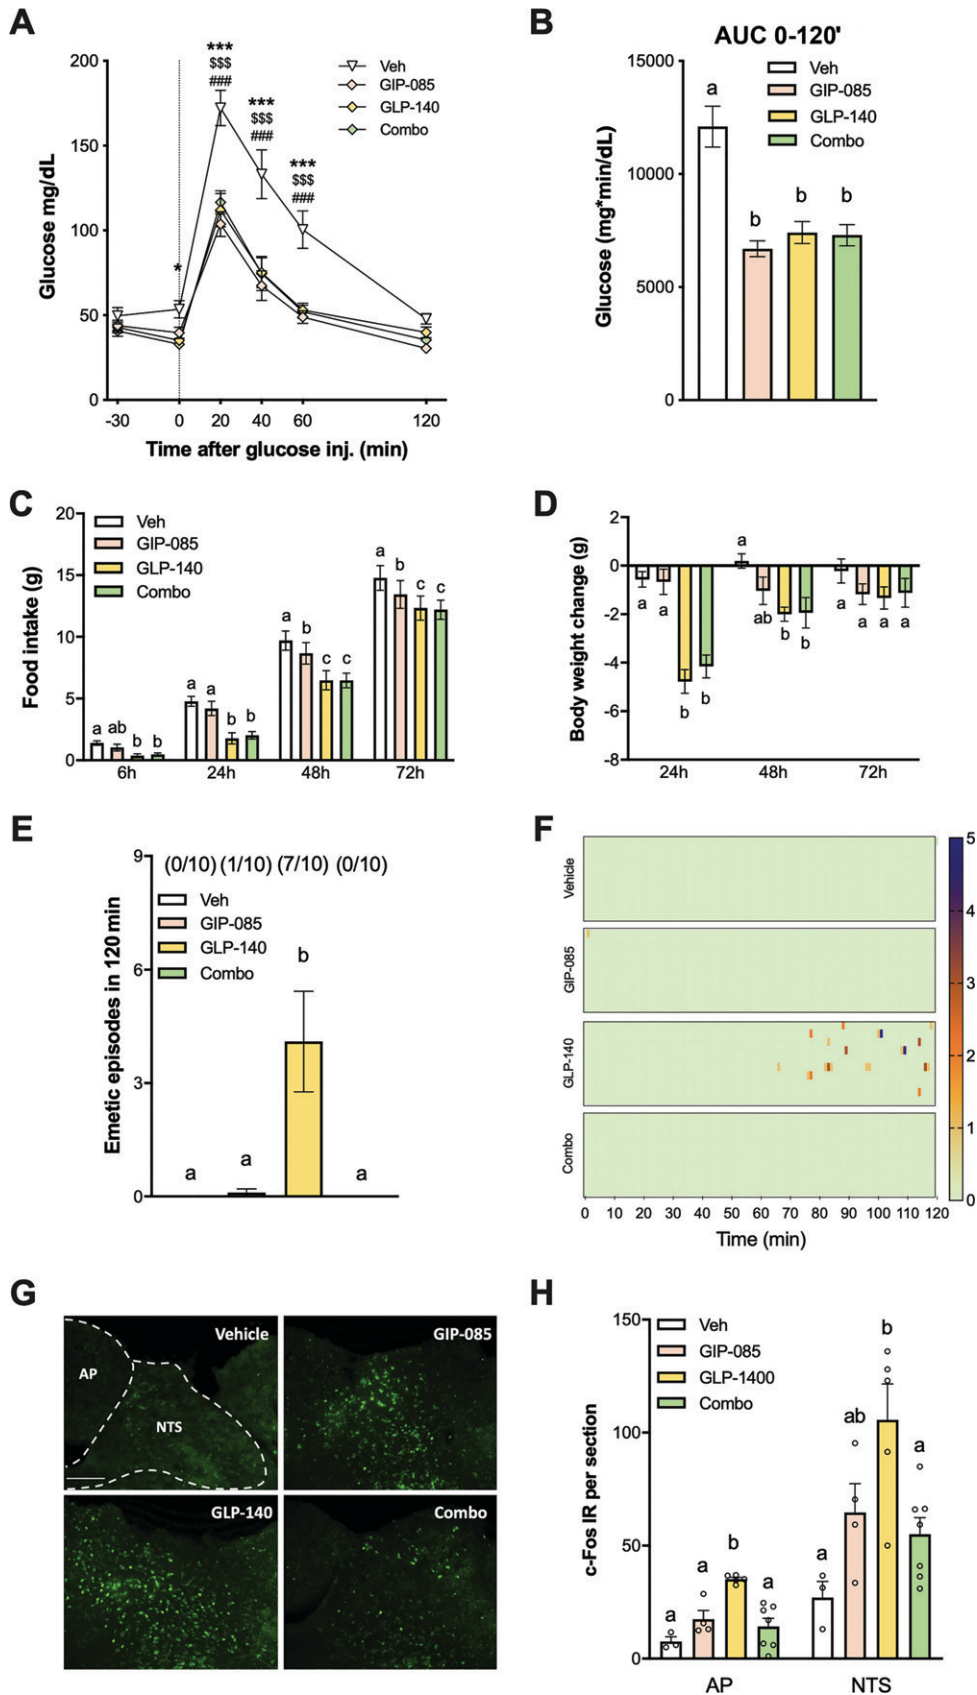 A
200
150
100
50
0
Glucose mg/dL
***
$$$
###
***
$$$
###
***
$$$
###
*
Veh
GIP-085
GLP-140
Combo
-30 0 20 40 60 120
Time after glucose inj. (min)
B
AUC 0-120'
15000
10000
5000
0
Glucose (mg*min/dL)
Veh
GIP-085
GLP-140
Combo
a
b
b
b
C
20
15
10
5
0
Food intake (g)
Veh
GIP-085
GLP-140
Combo
a ab b b
a a b b
a b c c
a b c c
6h 24h 48h 72h
D
2
0
-2
-4
-6
-8
Body weight change (g)
a a b b
a ab b b
a a a a
24h 48h 72h
E
9
6
3
0
Emetic episodes in 120 min
(0/10) (1/10) (7/10) (0/10)
Veh
GIP-085
GLP-140
Combo
a a b a
F
Vehicle
GIP-085
GLP-140
Combo
0 10 20 30 40 50 60 70 80 90 100 110 120
Time (min)
5
4
3
2
1
0
G
Vehicle
AP
NTS
GIP-085
GLP-140
Combo
H
150
100
50
0
c-Fos IR per section
Veh
GIP-085
GLP-1400
Combo
a a b a
a ab b a
AP NTS